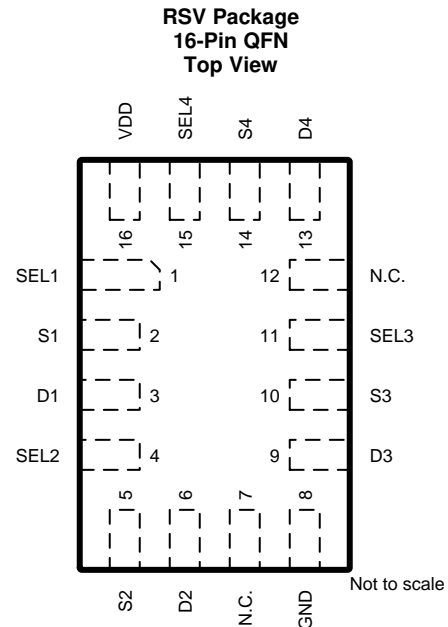 RSV Package
16-Pin QFN
Top View
VDD
SEL4
S4
D4
16
15
14
13
SEL1
1
12
N.C.
S1
2
11
SEL3
D1
3
10
S3
SEL2
4
9
D3
5
6
7
8
S2
D2
N.C.
GND
Not to scale